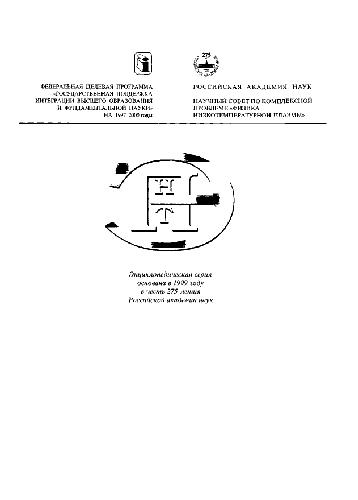 275
ФЕДЕРАЛЬНАЯ ЦЕЛЕВАЯ ПРОГРАММА
«ГОСУДАРСТВЕННАЯ ПОДДЕРЖКА
ИНТЕГРАЦИИ ВЫСШЕГО ОБРАЗОВАНИЯ
И ФУНДАМЕНТАЛЬНОЙ НАУКИ»
НА 1997-2000 годы
РОССИЙСКАЯ АКАДЕМИЯ НАУК
НАУЧНЫЙ СОВЕТ ПО КОМПЛЕКСНОЙ
ПРОБЛЕМЕ «ФИЗИКА
НИЗКОТЕМПЕРАТУРНОЙ ПЛАЗМЫ»
Н
Т
Энциклопедическая серия
основана в 1999 году
в честь 275-летия
Российской академии наук